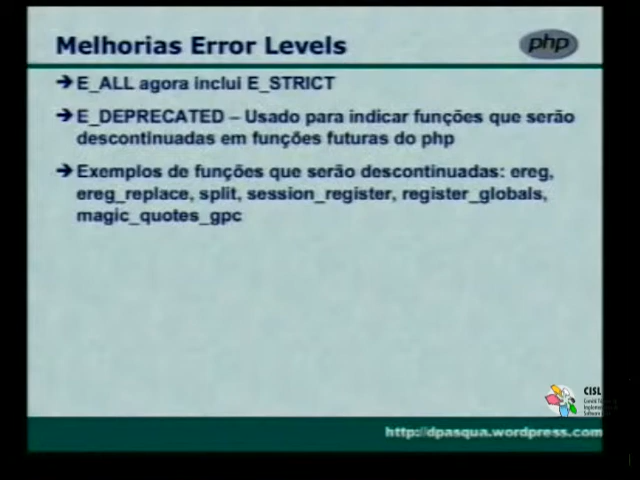 Melhorias Error Levels
php
E_ALL agora inclui E_STRICT
E_DEPRECATED – Usado para indicar funções que serão
descontinuadas em funções futuras do php
Exemplos de funções que serão descontinuadas: ereg,
ereg_replace, split, session_register, register_globals,
magic_quotes_gpc
CISL
http://dpasqua.wordpress.com